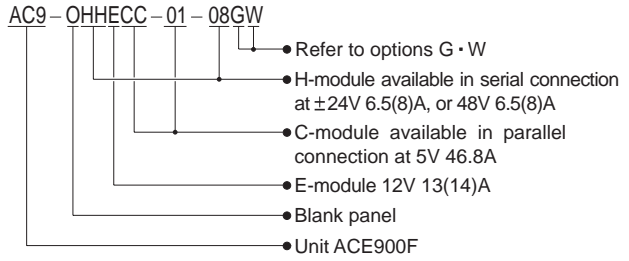 AC9－OHHECC－01－08GW
Refer to options G・W
H-module available in serial connection
at ±24V 6.5(8)A, or 48V 6.5(8)A
C-module available in parallel
connection at 5V 46.8A
E-module 12V 13(14)A
Blank panel
Unit ACE900F